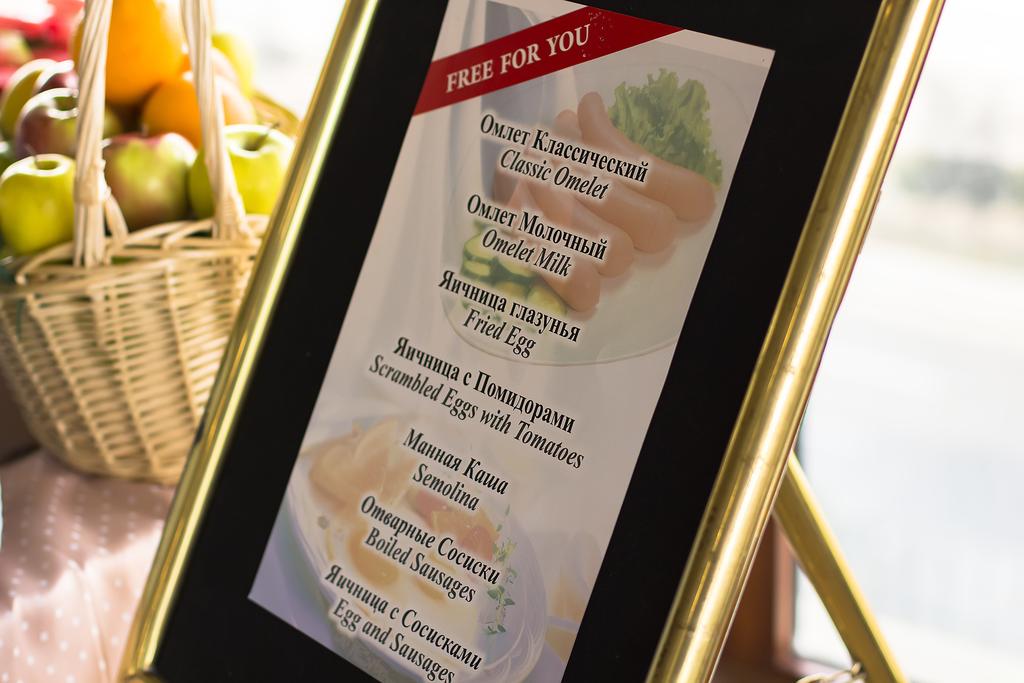 FREE FOR YOU
Омлет Классический
Classic Omelet
Омлет Молочный
Omelet Milk
Яичница глазунья
Fried Egg
Яичница с Помидорами
Scrambled Eggs with Tomatoes
Манная Каша
Semolina
Отварные Сосиски
Boiled Sausages
Яичница с Сосисками
Egg and Sausages